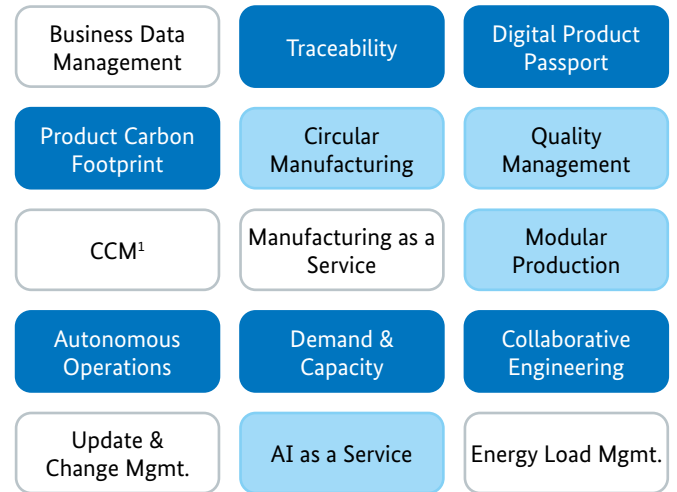 Business Data
Management
Traceability
Digital Product
Passport
Product Carbon
Footprint
Circular
Manufacturing
Quality
Management
CCM¹
Manufacturing as a
Service
Modular
Production
Autonomous
Operations
Demand &
Capacity
Collaborative
Engineering
Update &
Change Mgmt.
AI as a Service
Energy Load Mgmt.